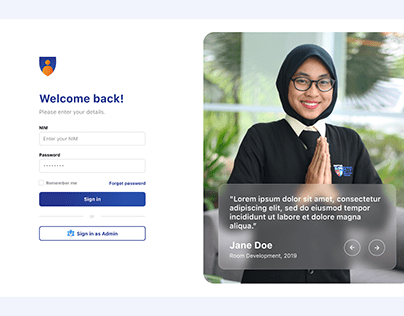 Welcome back!
Please enter your details.
NIM
Enter your NIM
Password
Remember me
Forget password
Sign in
or
Sign in as Admin
"Lorem ipsum dolor sit amet, consectetur
adipiscing elit, sed do eiusmod tempor
incididunt ut labore et dolore magna
aliqua."
Jane Doe
Room Development, 2019